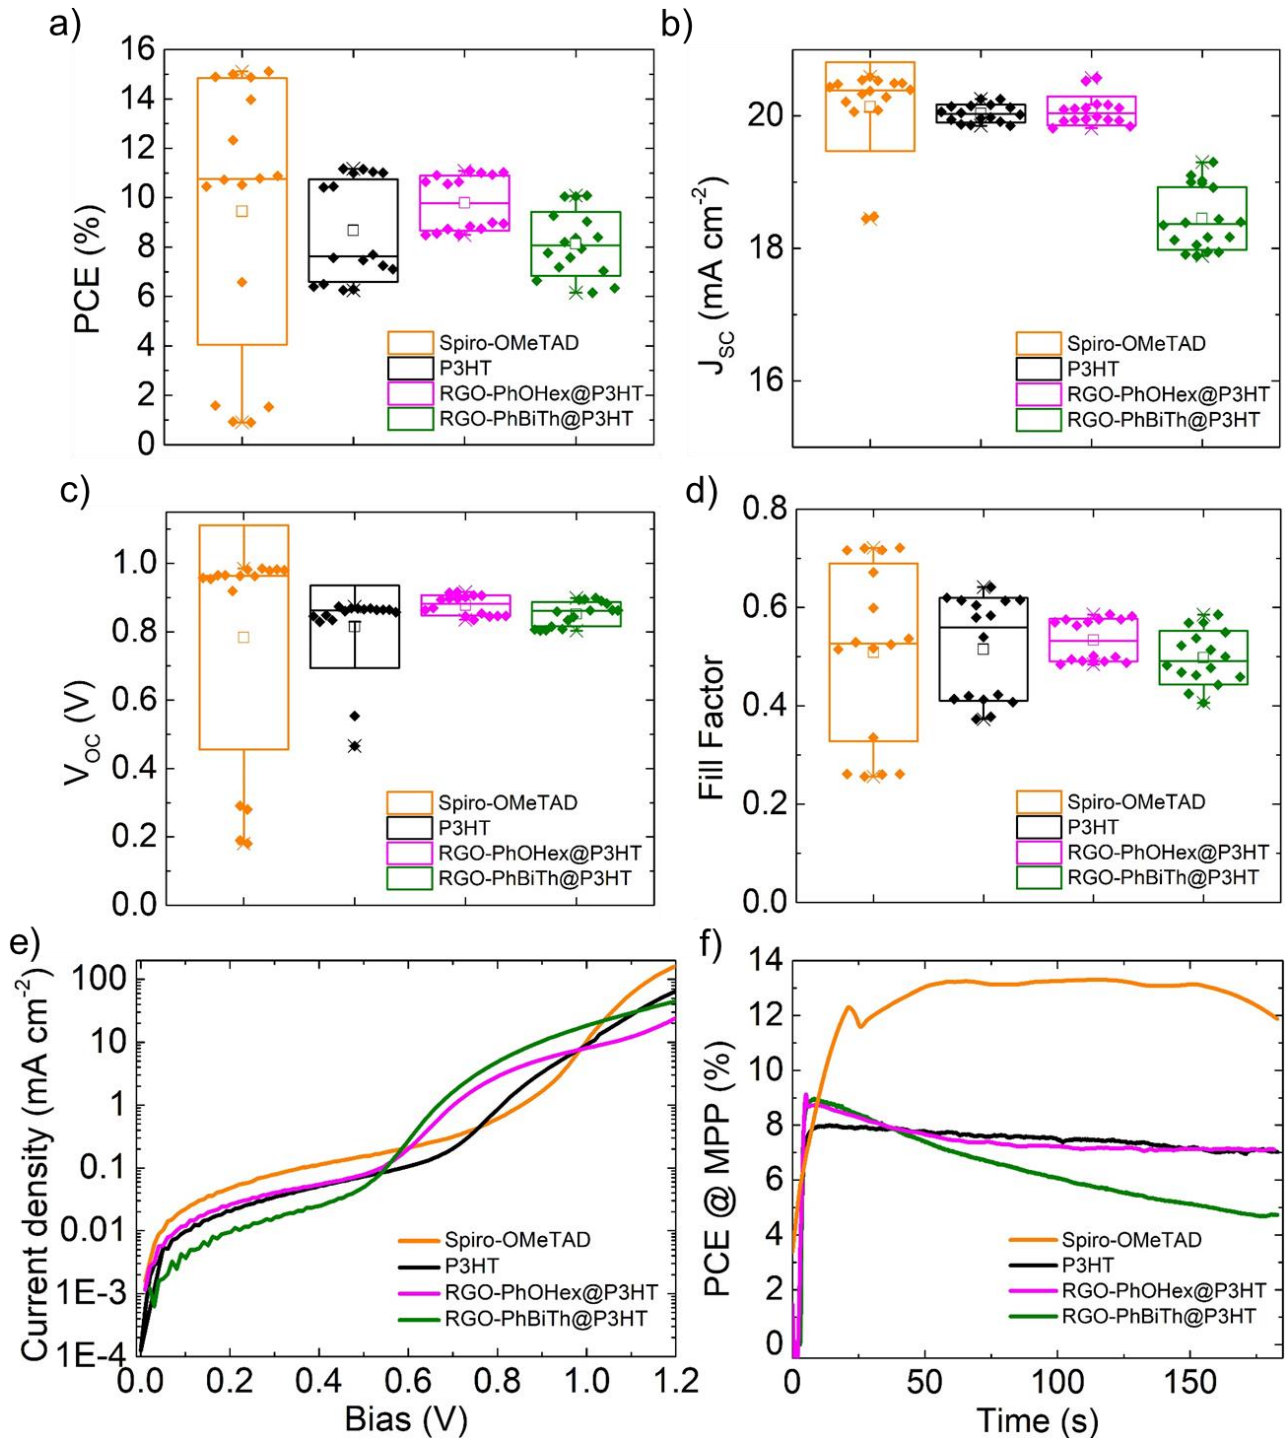 a)
PCE (%)
16
14
12
10
8
6
4
2
0
Spiro-OMeTAD
P3HT
RGO-PhOHex@P3HT
RGO-PhBiTh@P3HT
b)
J_SC (mA cm⁻²)
20
18
16
Spiro-OMeTAD
P3HT
RGO-PhOHex@P3HT
RGO-PhBiTh@P3HT
c)
V_OC (V)
1.0
0.8
0.6
0.4
0.2
0.0
Spiro-OMeTAD
P3HT
RGO-PhOHex@P3HT
RGO-PhBiTh@P3HT
d)
Fill Factor
0.8
0.6
0.4
0.2
0.0
Spiro-OMeTAD
P3HT
RGO-PhOHex@P3HT
RGO-PhBiTh@P3HT
e)
Current density (mA cm⁻²)
100
10
1
0.1
0.01
1E-3
1E-4
Spiro-OMeTAD
P3HT
RGO-PhOHex@P3HT
RGO-PhBiTh@P3HT
0.0 0.2 0.4 0.6 0.8 1.0 1.2
Bias (V)
f)
PCE @ MPP (%)
14
12
10
8
6
4
2
0
Spiro-OMeTAD
P3HT
RGO-PhOHex@P3HT
RGO-PhBiTh@P3HT
0 50 100 150
Time (s)